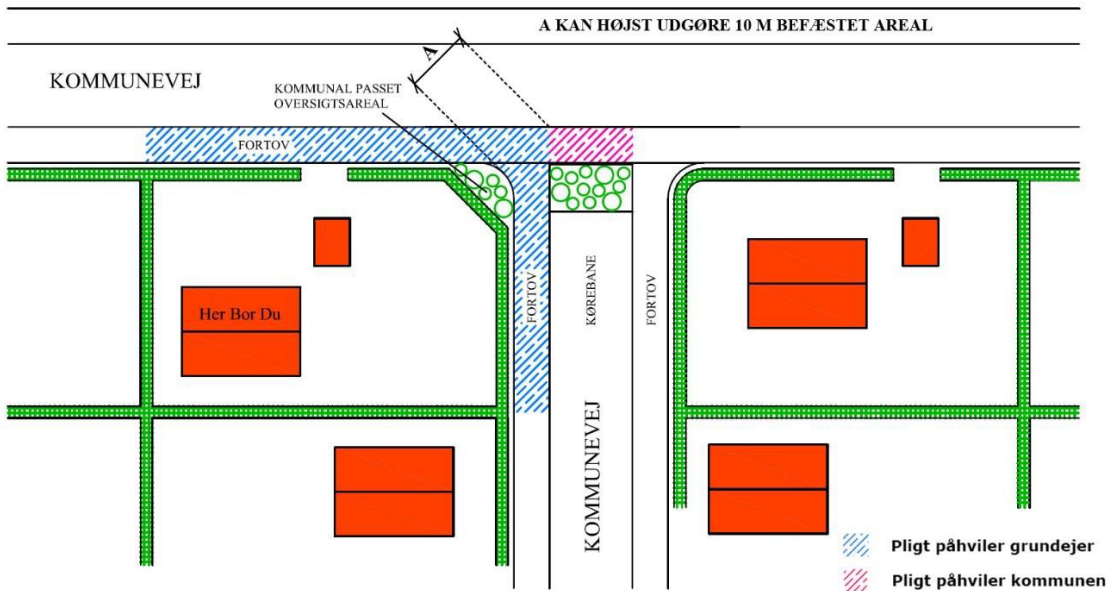 A KAN HØJST UDGØRE 10 M BEFÆSTET AREAL
A
KOMMUNEVEJ
KOMMUNAL PASSET
OVERSIGTSAREAL
FORTOV
Her Bor Du
FORTOV
KØREBANE
FORTOV
KOMMUNEVEJ
Pligt påhviler grundejer
Pligt påhviler kommunen